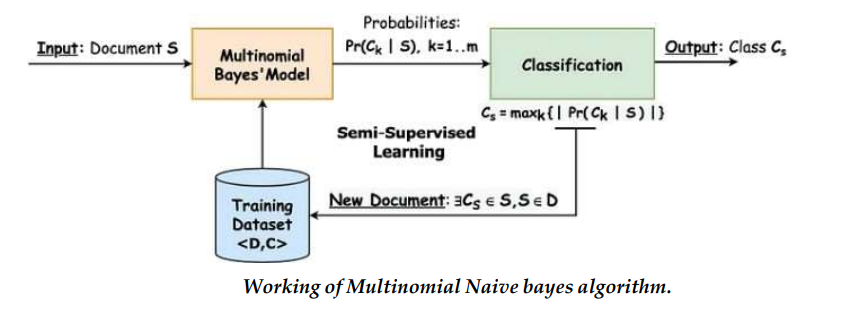 Probabilities:
Input: Document S
Multinomial
Bayes' Model
Pr(Cₖ | S), k=1..m
Classification
Output: Class Cₛ
Cₛ = maxₖ{| Pr(Cₖ | S) |}
Semi-Supervised
Learning
Training
Dataset
<D,C>
New Document: ∃Cₛ ∈ S,S ∈ D
Working of Multinomial Naive bayes algorithm.